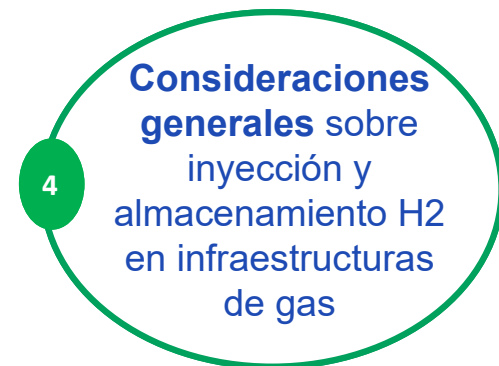 Consideraciones
generales sobre
inyección y
4
almacenamiento H2
en infraestructuras
de gas